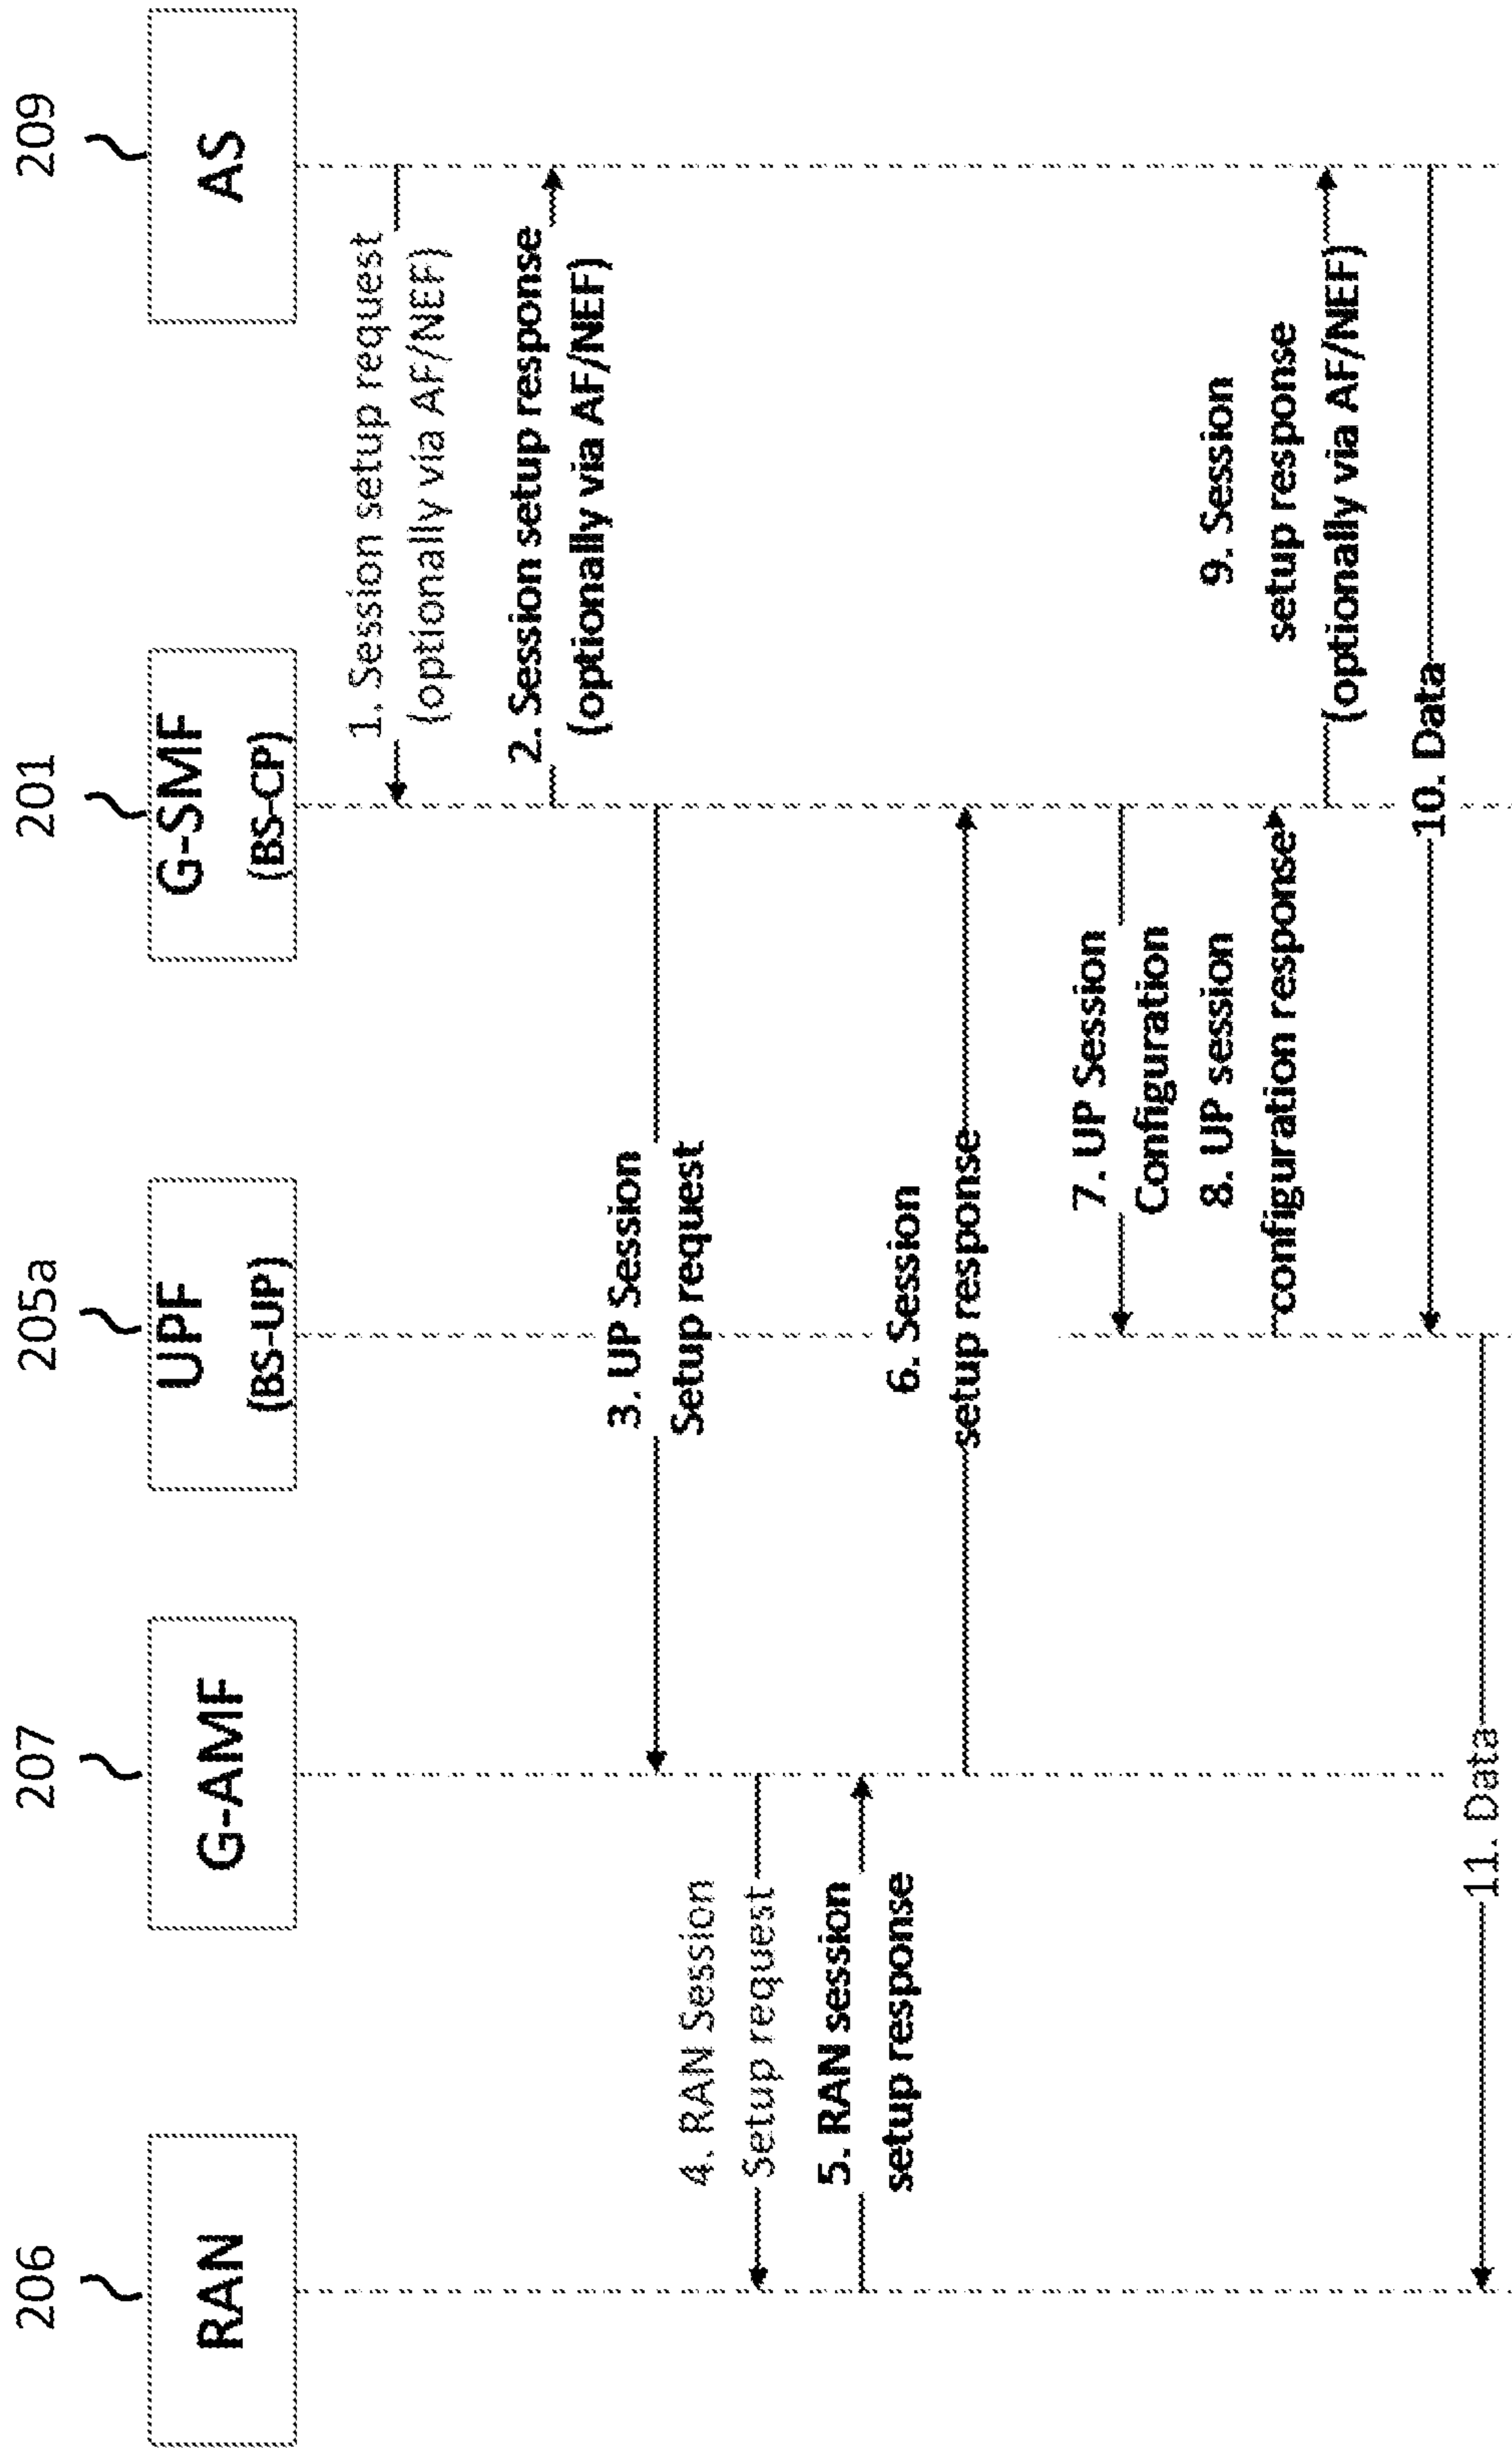 206
207
205a
201
209
RAN
G-AMF
UPF
(BS-UP)
G-SMF
(BS-CP)
AS
1. Session setup request
(optionally via AF/NEF)
2. Session setup response
(optionally via AF/NEF)
3. UP Session
Setup request
4. RAN Session
Setup request
5. RAN session
setup response
6. Session
setup response
7. UP Session
Configuration
8. UP session
configuration response
9. Session
setup response
(optionally via AF/NEF)
10. Data
11. Data